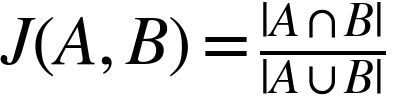 J(A, B) = |A ∩ B| / |A ∪ B|